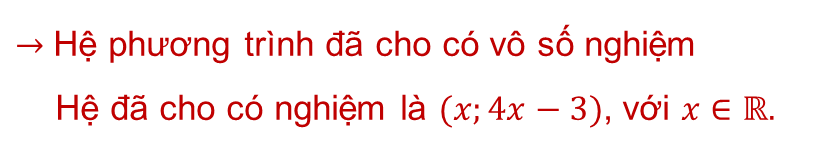 → Hệ phương trình đã cho có vô số nghiệm
Hệ đã cho có nghiệm là (𝑥; 4𝑥 − 3), với 𝑥 ∈ ℝ.